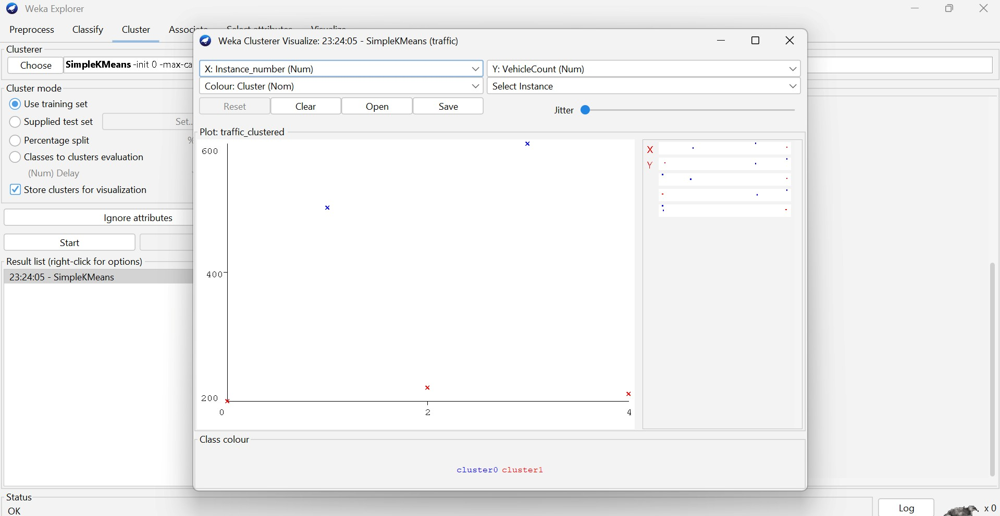 Weka Explorer
Preprocess Classify Cluster Associate Select attributes Visualize
Weka Clusterer Visualize: 23:24:05 - SimpleKMeans (traffic)
Clusterer
Choose SimpleKMeans -init 0 -max-ca
Cluster mode
Use training set
Supplied test set Set..
Percentage split %
Classes to clusters evaluation
(Num) Delay
Store clusters for visualization
Ignore attributes
Start
Result list (right-click for options)
23:24:05 - SimpleKMeans
X: Instance_number (Num) Y: VehicleCount (Num)
Colour: Cluster (Nom) Select Instance
Reset Clear Open Save Jitter
Plot: traffic_clustered
600
400
200
0 2 4
X
Y
Class colour
cluster0 cluster1
Status
OK
Log x 0